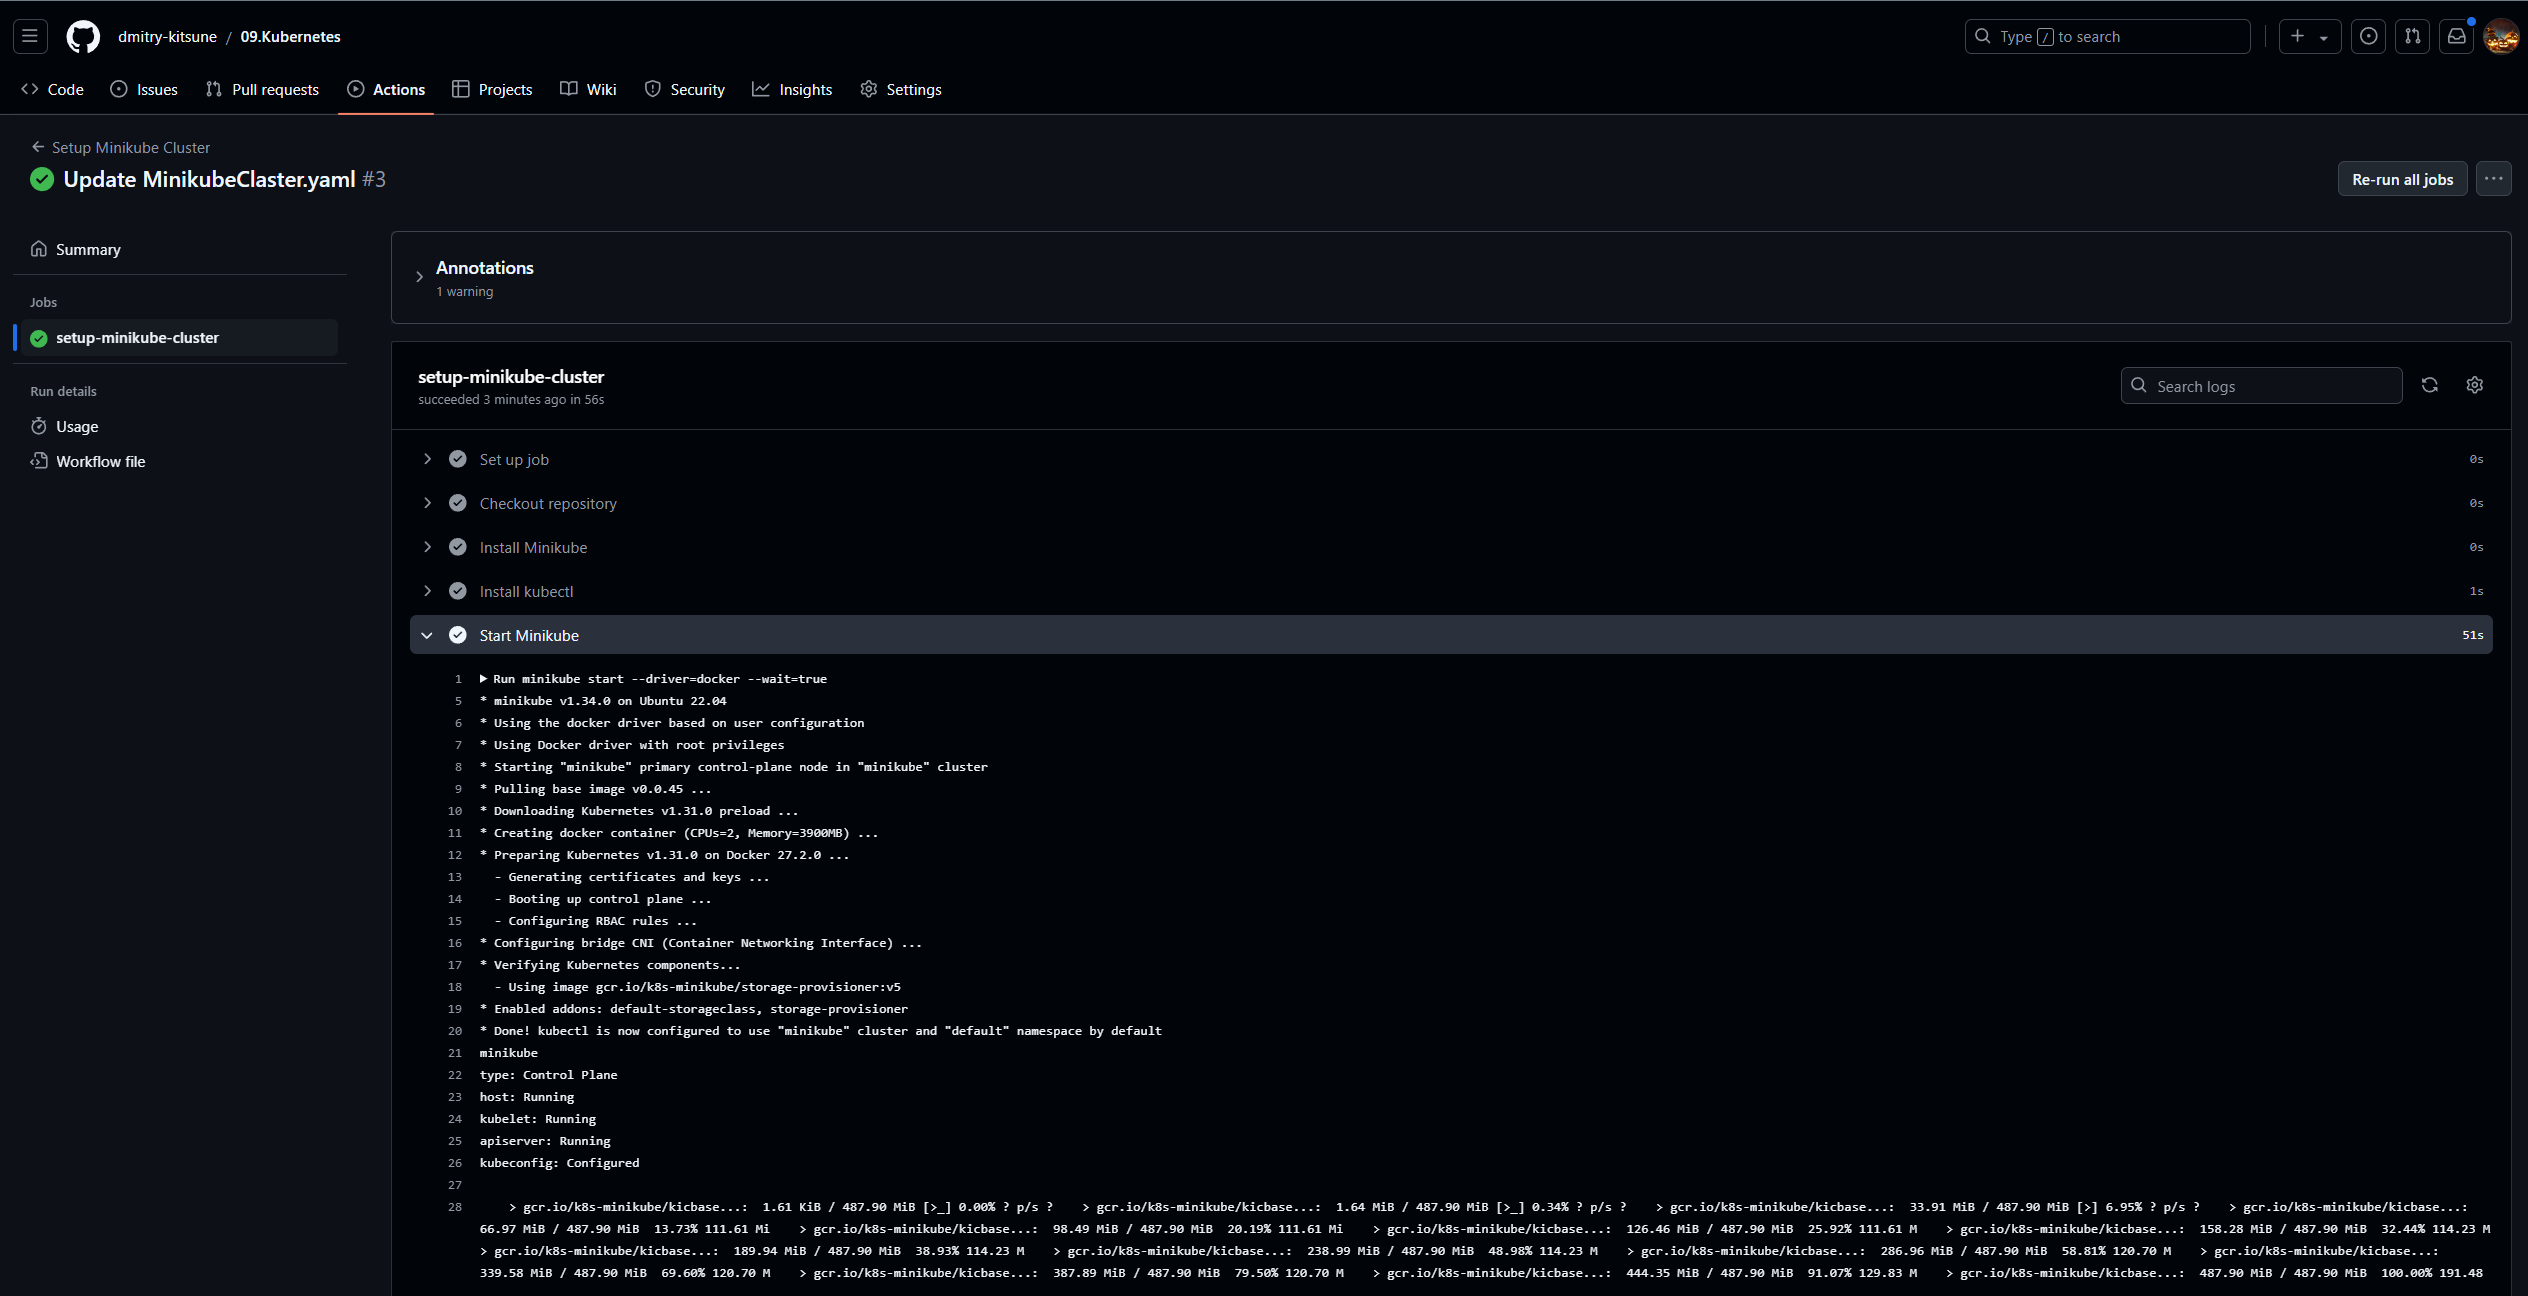 dmitry-kitsune / 09.Kubernetes
Type / to search
Code
Issues
Pull requests
Actions
Projects
Wiki
Security
Insights
Settings
Setup Minikube Cluster
Update MinikubeClaster.yaml #3
Re-run all jobs
Summary
Jobs
setup-minikube-cluster
Run details
Usage
Workflow file
Annotations
1 warning
setup-minikube-cluster
succeeded 3 minutes ago in 56s
Search logs
Set up job 0s
Checkout repository 0s
Install Minikube 0s
Install kubectl 1s
Start Minikube 51s
1 ▶ Run minikube start --driver=docker --wait=true
5 * minikube v1.34.0 on Ubuntu 22.04
6 * Using the docker driver based on user configuration
7 * Using Docker driver with root privileges
8 * Starting "minikube" primary control-plane node in "minikube" cluster
9 * Pulling base image v0.0.45 ...
10 * Downloading Kubernetes v1.31.0 preload ...
11 * Creating docker container (CPUs=2, Memory=3900MB) ...
12 * Preparing Kubernetes v1.31.0 on Docker 27.2.0 ...
13 - Generating certificates and keys ...
14 - Booting up control plane ...
15 - Configuring RBAC rules ...
16 * Configuring bridge CNI (Container Networking Interface) ...
17 * Verifying Kubernetes components...
18 - Using image gcr.io/k8s-minikube/storage-provisioner:v5
19 * Enabled addons: default-storageclass, storage-provisioner
20 * Done! kubectl is now configured to use "minikube" cluster and "default" namespace by default
21 minikube
22 type: Control Plane
23 host: Running
24 kubelet: Running
25 apiserver: Running
26 kubeconfig: Configured
27
28 > gcr.io/k8s-minikube/kicbase...: 1.61 KiB / 487.90 MiB [>_] 0.00% ? p/s ? > gcr.io/k8s-minikube/kicbase...: 1.64 MiB / 487.90 MiB [>_] 0.34% ? p/s ? > gcr.io/k8s-minikube/kicbase...: 33.91 MiB / 487.90 MiB [>] 6.95% ? p/s ? > gcr.io/k8s-minikube/kicbase...:
66.97 MiB / 487.90 MiB 13.73% 111.61 Mi > gcr.io/k8s-minikube/kicbase...: 98.49 MiB / 487.90 MiB 20.19% 111.61 Mi > gcr.io/k8s-minikube/kicbase...: 126.46 MiB / 487.90 MiB 25.92% 111.61 M > gcr.io/k8s-minikube/kicbase...: 158.28 MiB / 487.90 MiB 32.44% 114.23 M
> gcr.io/k8s-minikube/kicbase...: 189.94 MiB / 487.90 MiB 38.93% 114.23 M > gcr.io/k8s-minikube/kicbase...: 238.99 MiB / 487.90 MiB 48.98% 114.23 M > gcr.io/k8s-minikube/kicbase...: 286.96 MiB / 487.90 MiB 58.81% 120.70 M > gcr.io/k8s-minikube/kicbase...:
339.58 MiB / 487.90 MiB 69.60% 120.70 M > gcr.io/k8s-minikube/kicbase...: 387.89 MiB / 487.90 MiB 79.50% 120.70 M > gcr.io/k8s-minikube/kicbase...: 444.35 MiB / 487.90 MiB 91.07% 129.83 M > gcr.io/k8s-minikube/kicbase...: 487.90 MiB / 487.90 MiB 100.00% 191.48